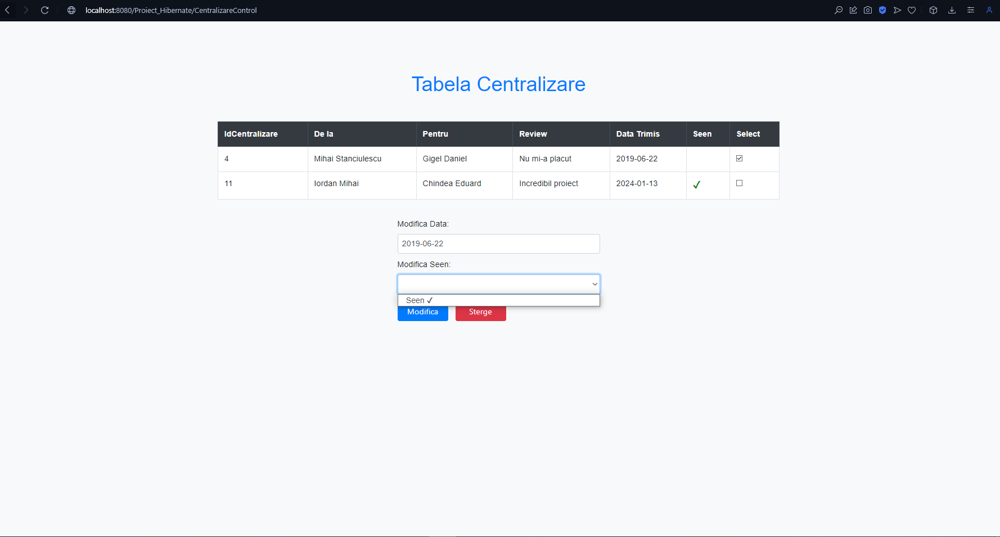 localhost:8080/Proiect_Hibernate/CentralizareControl
Tabela Centralizare
IdCentralizare De la Pentru Review Data Trimis Seen Select
4 Mihai Stanciulescu Gigel Daniel Nu mi-a placut 2019-06-22
11 Iordan Mihai Chindea Eduard Incredibil proiect 2024-01-13 ✓
Modifica Data:
2019-06-22
Modifica Seen:
Seen ✓
Modifica Sterge